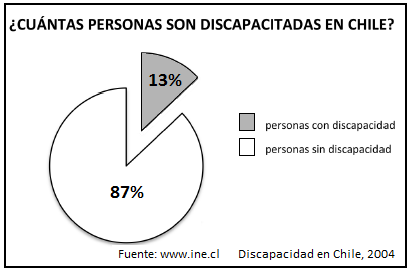 ¿CUÁNTAS PERSONAS SON DISCAPACITADAS EN CHILE?
13%
personas con discapacidad
personas sin discapacidad
87%
Fuente: www.ine.cl Discapacidad en Chile, 2004